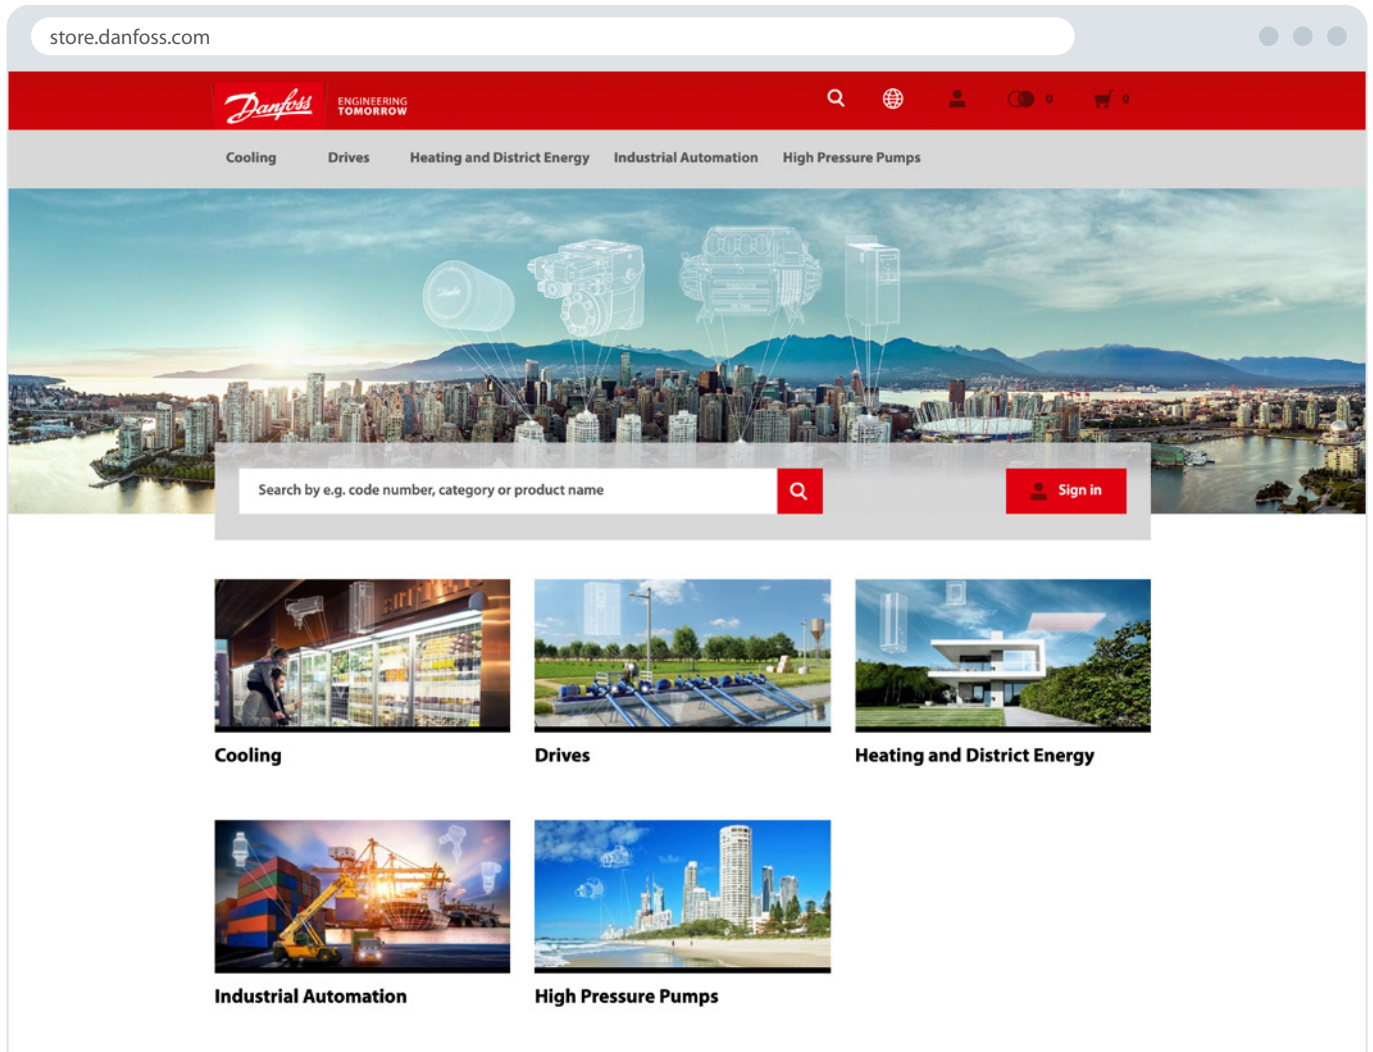 store.danfoss.com
Danfoss
ENGINEERING
TOMORROW
0
0
Cooling
Drives
Heating and District Energy
Industrial Automation
High Pressure Pumps
Danfoss
Search by e.g. code number, category or product name
Sign in
Cooling
Drives
Heating and District Energy
Industrial Automation
High Pressure Pumps